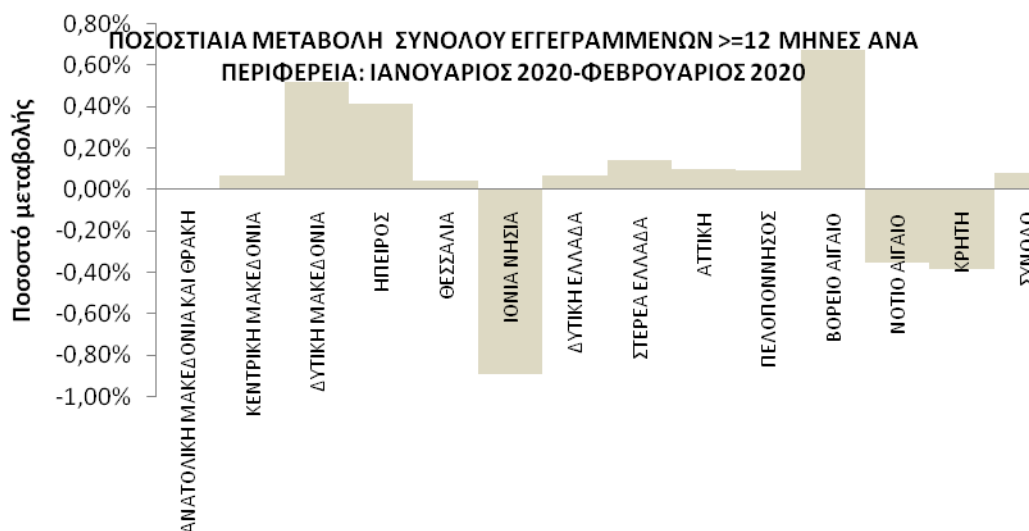 ΠΟΣΟΣΤΙΑΙΑ ΜΕΤΑΒΟΛΗ ΣΥΝΟΛΟΥ ΕΓΓΕΓΡΑΜΜΕΝΩΝ >=12 ΜΗΝΕΣ ΑΝΑ
ΠΕΡΙΦΕΡΕΙΑ: ΙΑΝΟΥΑΡΙΟΣ 2020-ΦΕΒΡΟΥΑΡΙΟΣ 2020
Ποσοστό μεταβολής
0,80%
0,60%
0,40%
0,20%
0,00%
-0,20%
-0,40%
-0,60%
-0,80%
-1,00%
ΑΝΑΤΟΛΙΚΗ ΜΑΚΕΔΟΝΙΑ ΚΑΙ ΘΡΑΚΗ
ΚΕΝΤΡΙΚΗ ΜΑΚΕΔΟΝΙΑ
ΔΥΤΙΚΗ ΜΑΚΕΔΟΝΙΑ
ΗΠΕΙΡΟΣ
ΘΕΣΣΑΛΙΑ
ΙΟΝΙΑ ΝΗΣΙΑ
ΔΥΤΙΚΗ ΕΛΛΑΔΑ
ΣΤΕΡΕΑ ΕΛΛΑΔΑ
ΑΤΤΙΚΗ
ΠΕΛΟΠΟΝΝΗΣΟΣ
ΒΟΡΕΙΟ ΑΙΓΑΙΟ
ΝΟΤΙΟ ΑΙΓΑΙΟ
ΚΡΗΤΗ
ΣΥΝΟΛΟ